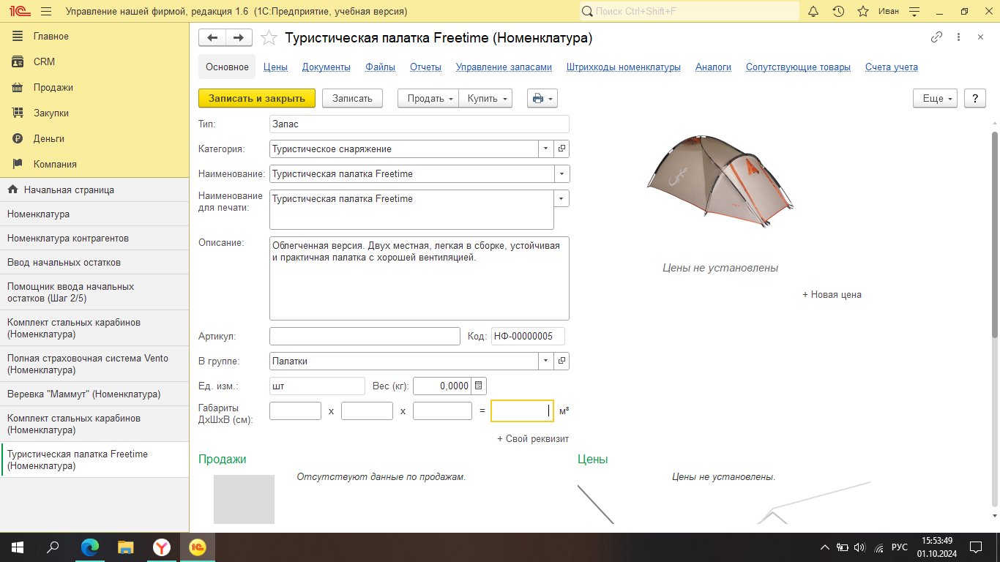 1С Управление нашей фирмой, редакция 1.6 (1С:Предприятие, учебная версия) Поиск Ctrl+Shift+F Иван
Главное
CRM
Продажи
Закупки
Деньги
Компания
Начальная страница
Номенклатура
Номенклатура контрагентов
Ввод начальных остатков
Помощник ввода начальных
остатков (Шаг 2/5)
Комплект стальных карабинов
(Номенклатура)
Полная страховочная система Vento
(Номенклатура)
Веревка "Маммут" (Номенклатура)
Комплект стальных карабинов
(Номенклатура)
Туристическая палатка Freetime
(Номенклатура)
Туристическая палатка Freetime (Номенклатура)
Основное Цены Документы Файлы Отчеты Управление запасами Штрихкоды номенклатуры Аналоги Сопутствующие товары Счета учета
Записать и закрыть Записать Продать Купить Еще ?
Тип: Запас
Категория: Туристическое снаряжение
Наименование: Туристическая палатка Freetime
Наименование
для печати: Туристическая палатка Freetime
Описание: Облегченная версия. Двух местная, легкая в сборке, устойчивая
и практичная палатка с хорошей вентиляцией.
Цены не установлены
+ Новая цена
Артикул: Код: НФ-00000005
В группе: Палатки
Ед. изм.: шт Вес (кг): 0,0000
Габариты
ДхШхВ (см): х х = м³
+ Свой реквизит
Продажи
Отсутствуют данные по продажам.
Цены
Цены не установлены.
РУС
15:53:49
01.10.2024